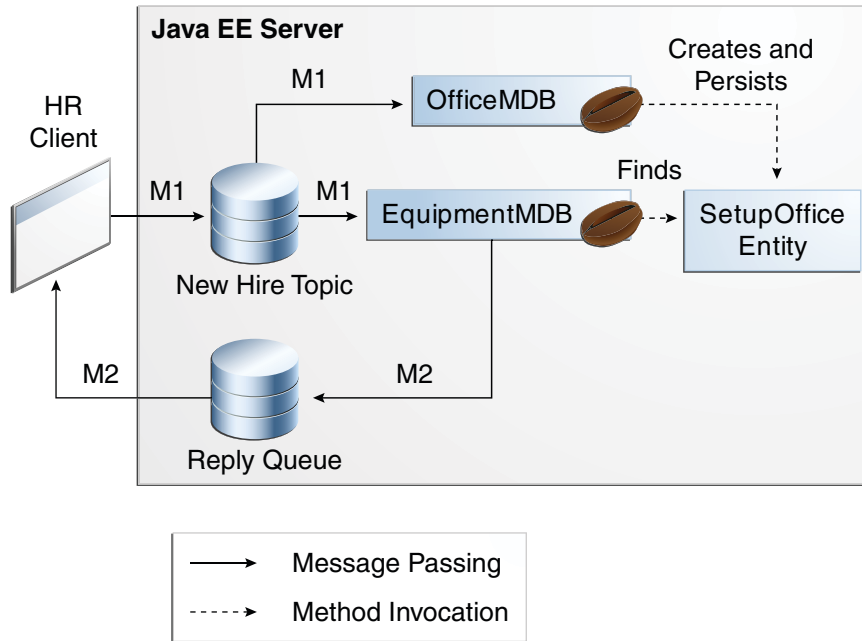 Java EE Server
HR
Client
M1
M1
M1
OfficeMDB
Creates and
Persists
EquipmentMDB
Finds
SetupOffice
Entity
New Hire Topic
M2
M2
Reply Queue
Message Passing
Method Invocation